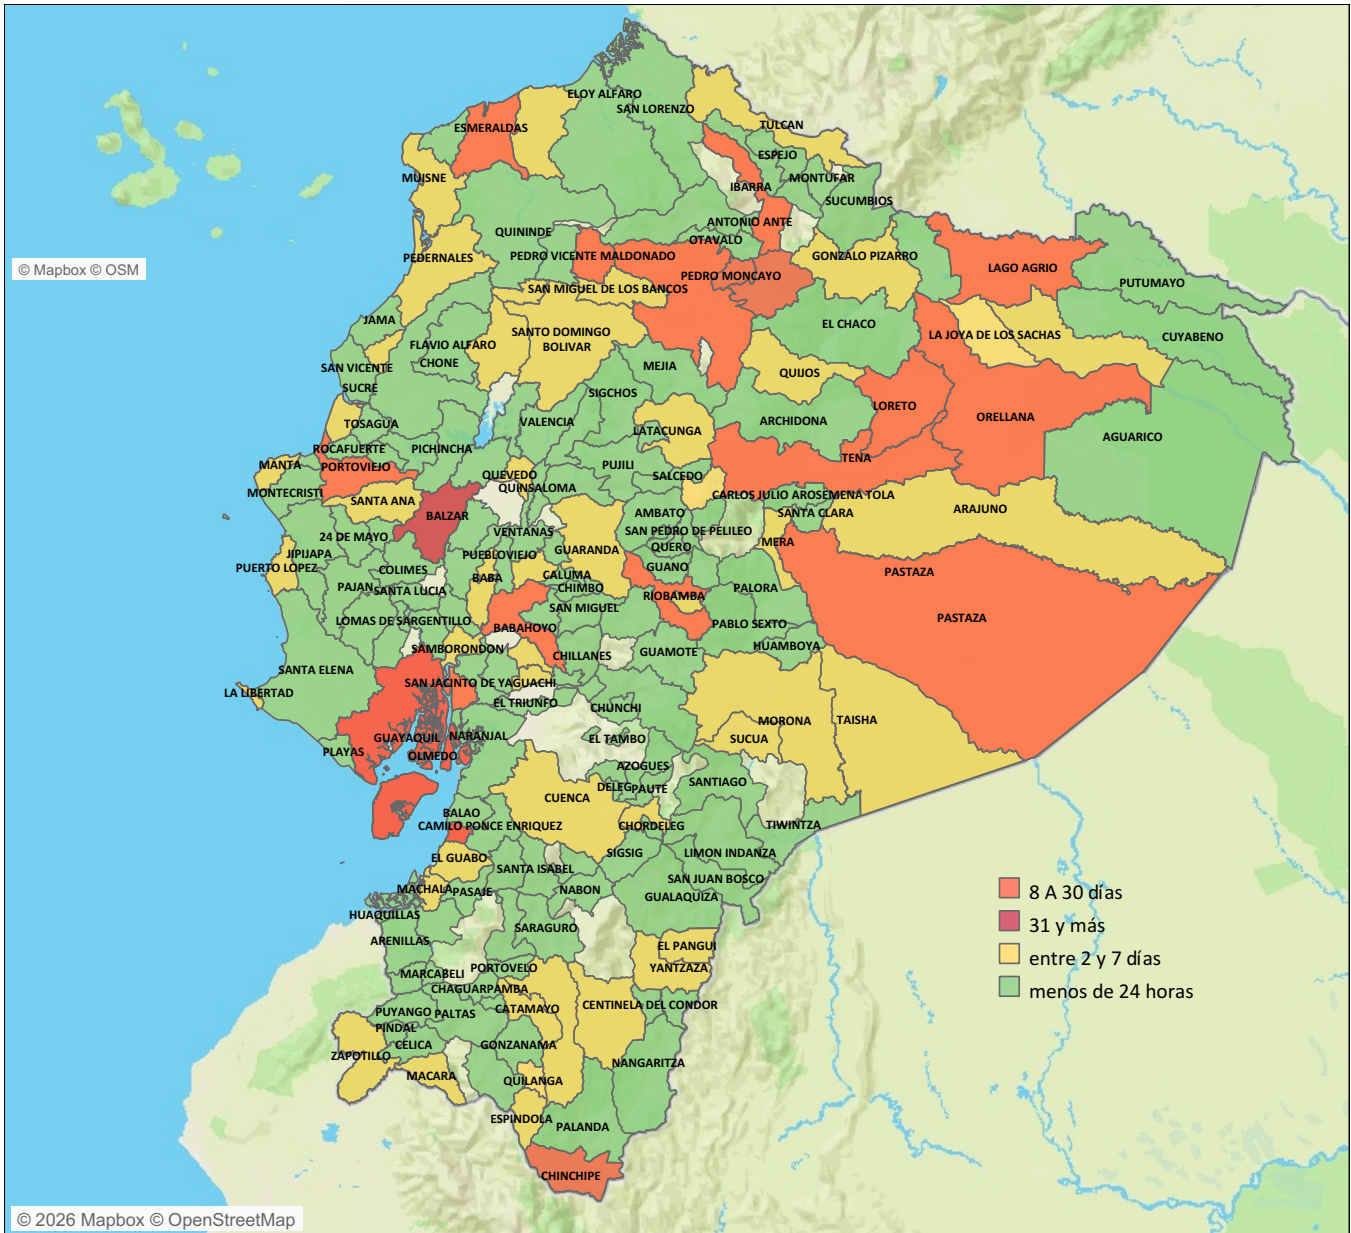 ELOY ALFARO
SAN LORENZO
ESMERALDAS
TULCAN
ESPEJO
MUISNE
MONTUFAR
IBARRA
SUCUMBIOS
ANTONIO ANTE
QUININDE
OTAVALO
PEDERNALES
PEDRO VICENTE MALDONADO
GONZALO PIZARRO
© Mapbox © OSM
LAGO AGRIO
PEDRO MONCAYO
PUTUMAYO
SAN MIGUEL DE LOS BANCOS
JAMA
EL CHACO
SANTO DOMINGO
LA JOYA DE LOS SACHAS
CUYABENO
FLAVIO ALFARO
BOLIVAR
CHONE
SAN VICENTE
MEJIA
QUIJOS
SUCRE
SIGCHOS
LORETO
ORELLANA
TOSAGUA
VALENCIA
ARCHIDONA
LATACUNGA
AGUARICO
ROCAFUERTE
PICHINCHA
TENA
MANTA
PORTOVIEJO
PUJILI
QUEVEDO
SALCEDO
MONTECRISTI
QUINSALOMA
SANTA ANA
CARLOS JULIO AROSEMENA TOLA
ARAJUNO
BALZAR
AMBATO
SANTA CLARA
24 DE MAYO
VENTANAS
SAN PEDRO DE PELILEO
MERA
JIPIJAPA
PUEBLOVIEJO
GUARANDA
QUERO
PUERTO LOPEZ
COLIMES
BABA
CALUMA
GUANO
PASTAZA
PAJAN
SANTA LUCIA
CHIMBO
RIOBAMBA
PALORA
SAN MIGUEL
LOMAS DE SARGENTILLO
BABAHOYO
PABLO SEXTO
PASTAZA
SAMBORONDON
CHILLANES
GUAMOTE
HUAMBOYA
SANTA ELENA
SAN JACINTO DE YAGUACHI
LA LIBERTAD
EL TRIUNFO
CHUNCHI
MORONA
TAISHA
GUAYAQUIL
NARANJAL
EL TAMBO
SUCUA
PLAYAS
OLMEDO
AZOGUES
DELEG
PAUTE
SANTIAGO
CUENCA
BALAO
CAMILO PONCE ENRIQUEZ
CHORDELEG
TIWINTZA
EL GUABO
SIGSIG
LIMON INDANZA
SANTA ISABEL
SAN JUAN BOSCO
MACHALA
PASAJE
NABON
GUALAQUIZA
8 A 30 días
HUAQUILLAS
31 y más
SARAGURO
ARENILLAS
EL PANGUI
entre 2 y 7 días
MARCABELI
PORTOVELO
YANTZAZA
CHAGUARPAMBA
menos de 24 horas
PUYANGO
PALTAS
CATAMAYO
CENTINELA DEL CONDOR
PINDAL
CELICA
GONZANAMA
ZAPOTILLO
NANGARITZA
MACARA
QUILANGA
ESPINDOLA
PALANDA
CHINCHIPE
© 2026 Mapbox © OpenStreetMap